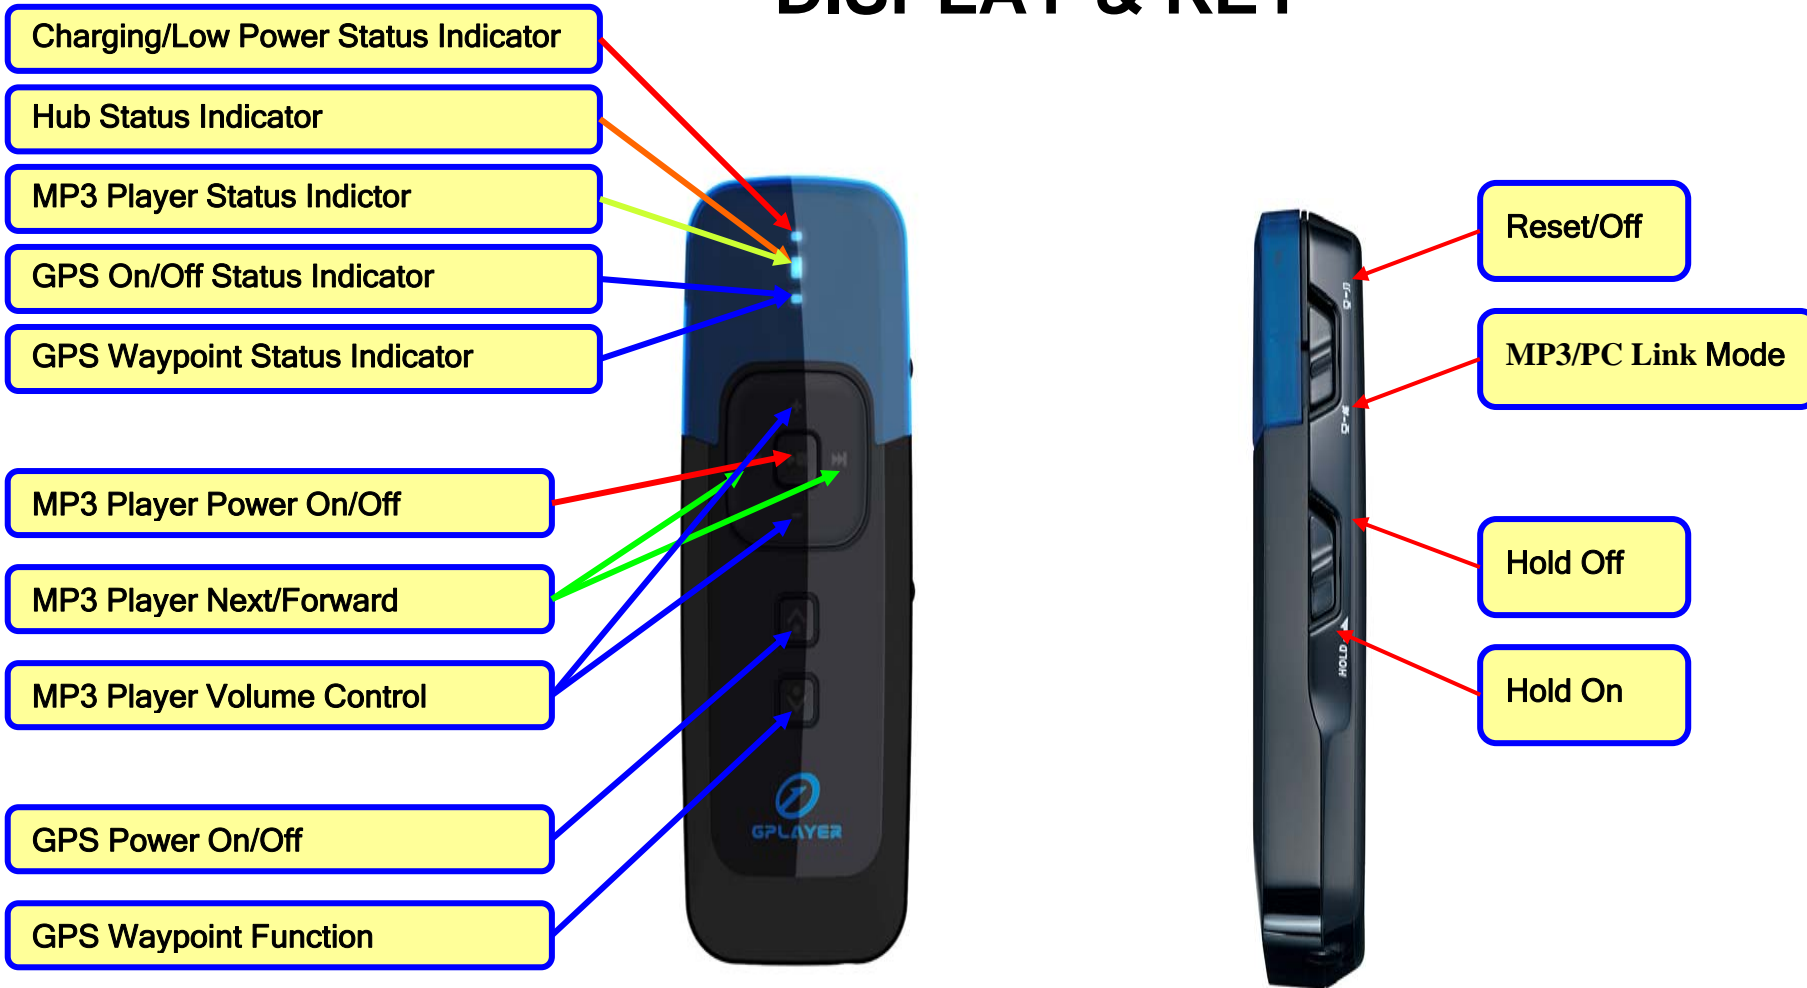 DISPLAY & KEY
Charging/Low Power Status Indicator
Hub Status Indicator
MP3 Player Status Indictor
GPS On/Off Status Indicator
GPS Waypoint Status Indicator
MP3 Player Power On/Off
MP3 Player Next/Forward
MP3 Player Volume Control
GPS Power On/Off
GPS Waypoint Function
GPLAYER
Reset/Off
MP3/PC Link Mode
Hold Off
Hold On
HOLD